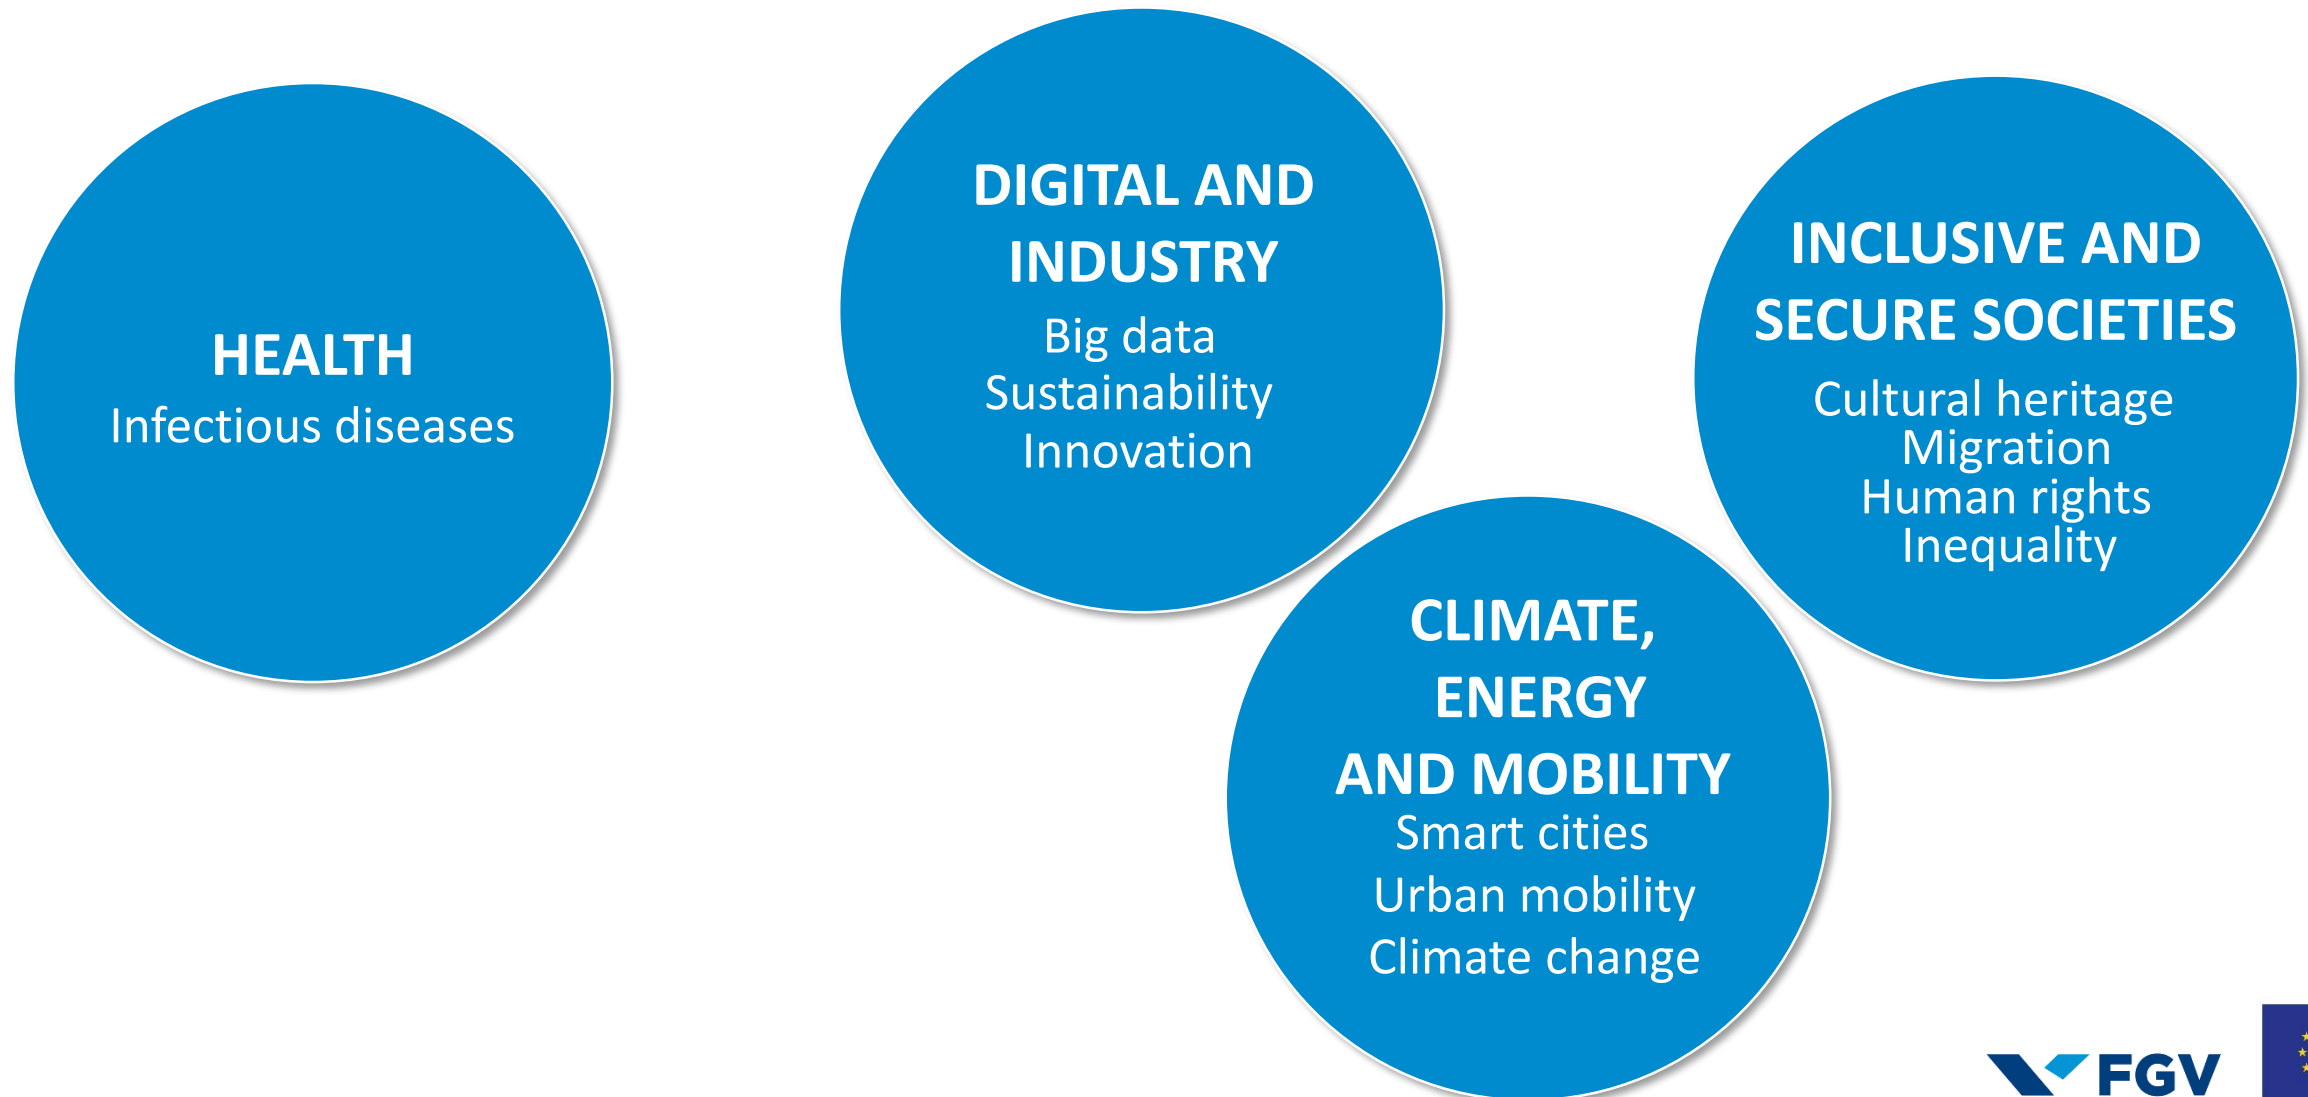 HEALTH
Infectious diseases
DIGITAL AND
INDUSTRY
Big data
Sustainability
Innovation
INCLUSIVE AND
SECURE SOCIETIES
Cultural heritage
Migration
Human rights
Inequality
CLIMATE,
ENERGY
AND MOBILITY
Smart cities
Urban mobility
Climate change
FGV